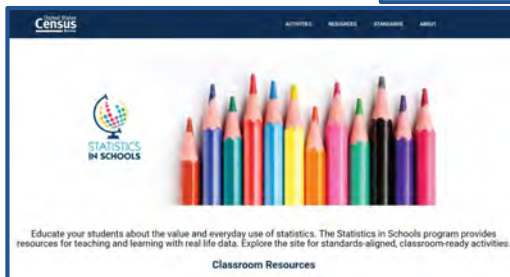 United States
Census
Bureau
ACTIVITIES RESOURCES STANDARDS ABOUT
STATISTICS
IN SCHOOLS
Educate your students about the value and everyday use of statistics. The Statistics in Schools program provides
resources for teaching and learning with real life data. Explore the site for standards-aligned, classroom-ready activities.
Classroom Resources